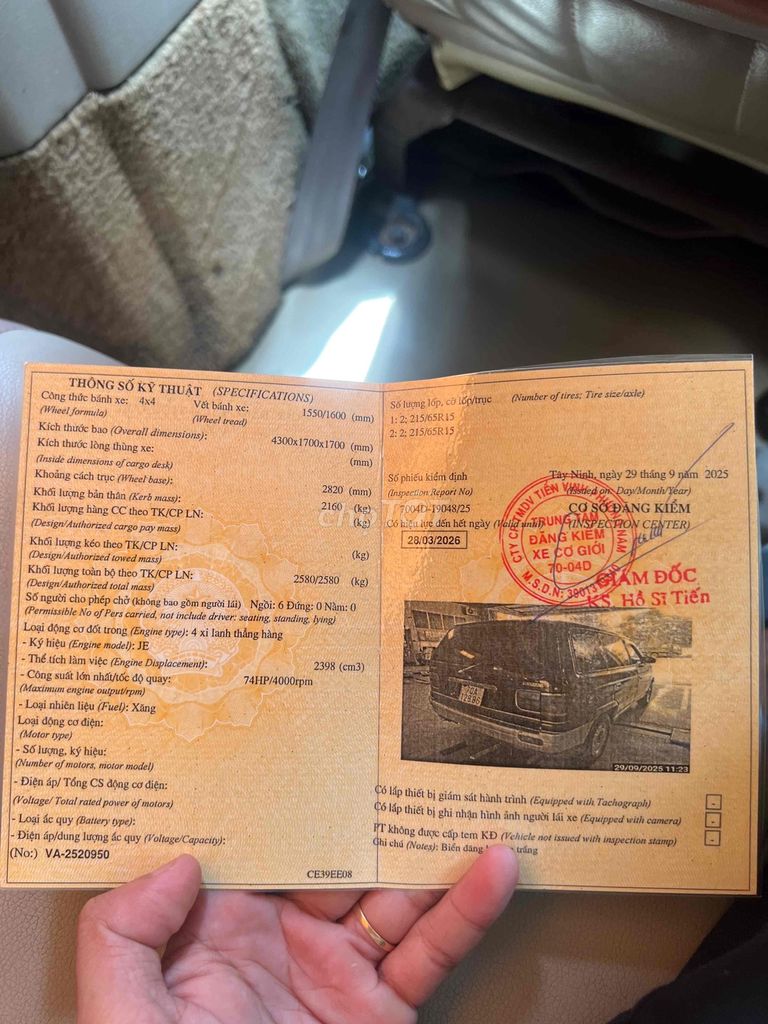 THÔNG SỐ KỸ THUẬT (SPECIFICATIONS)
Công thức bánh xe: 4x4 Vết bánh xe: 1550/1600 (mm)
(Wheel formula) (Wheel tread)
Kích thước bao (Overall dimensions): 4300x1700x1700 (mm)
Kích thước lòng thùng xe: (mm)
(Inside dimensions of cargo desk)
Khoảng cách trục (Wheel base): 2820 (mm)
Khối lượng bản thân (Kerb mass): 2160 (kg)
Khối lượng hàng CC theo TK/CP LN: (kg)
(Design/Authorized cargo pay mass)
Khối lượng kéo theo TK/CP LN: (kg)
(Design/Authorized towed mass)
Khối lượng toàn bộ theo TK/CP LN: 2580/2580 (kg)
(Design/Authorized total mass)
Số người cho phép chở (không bao gồm người lái) Ngồi: 6 Đứng: 0 Nằm: 0
(Permissible No of Pers carried, not include driver: seating, standing, lying)
Loại động cơ đốt trong (Engine type): 4 xi lanh thẳng hàng
- Ký hiệu (Engine model): JE
- Thể tích làm việc (Engine Displacement): 2398 (cm3)
- Công suất lớn nhất/tốc độ quay: 74HP/4000rpm
(Maximum engine output/rpm)
- Loại nhiên liệu (Fuel): Xăng
Loại động cơ điện:
(Motor type)
- Số lượng, ký hiệu:
(Number of motors, motor model)
- Điện áp/ Tổng CS động cơ điện:
(Voltage/ Total rated power of motors)
- Loại ắc quy (Battery type):
- Điện áp/dung lượng ắc quy (Voltage/Capacity):
(No:) VA-2520950
CE39EE08
Số lượng lốp, cỡ lốp/trục (Number of tires; Tire size/axle)
1: 2; 215/65R15
2: 2; 215/65R15
Số phiếu kiểm định
(Inspection Report No)
7004D-19048/25
Có hiệu lực đến hết ngày (Valid until)
28/03/2026
Tây Ninh, ngày 29 tháng 9 năm 2025
(Issued on: Day/Month/Year)
CƠ SỞ ĐĂNG KIỂM
(INSPECTION CENTER)
TRUNG TÂM
ĐĂNG KIỂM
XE CƠ GIỚI
70-04D
GIÁM ĐỐC
KS. Hồ Sĩ Tiến
70A
29/09/2025 11:23
Có lắp thiết bị giám sát hành trình (Equipped with Tachograph) -
Có lắp thiết bị ghi nhận hình ảnh người lái xe (Equipped with camera) -
PT không được cấp tem KĐ (Vehicle not issued with inspection stamp) -
Ghi chú (Notes): Biển đăng trắng